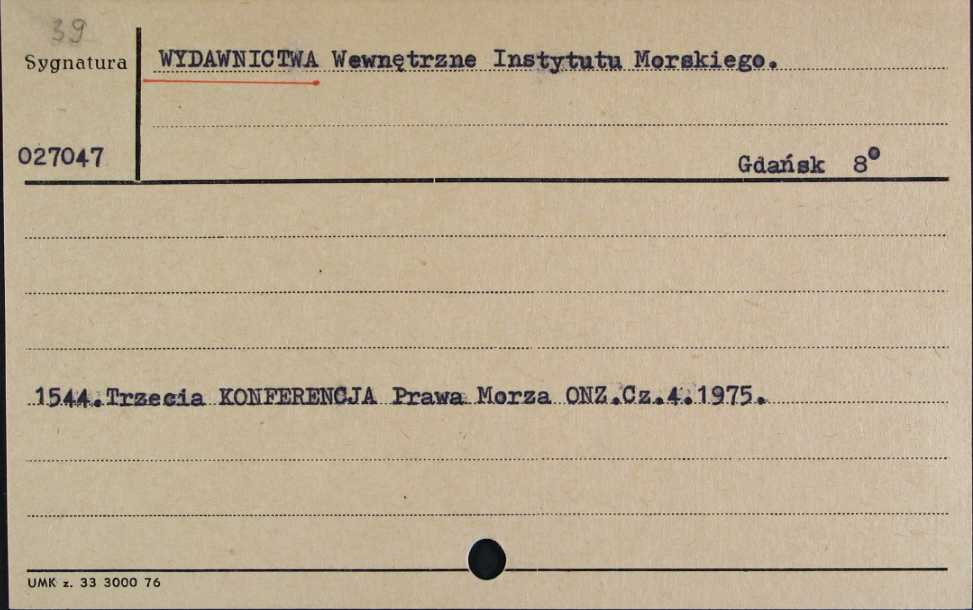 39
Sygnatura
WYDAWNICTWA Wewnętrzne Instytutu Morskiego.
027047
Gdańsk 8°
1544.Trzecia KONFERENCJA Prawa Morza ONZ.Cz.4.1975.
UMK z. 33 3000 76